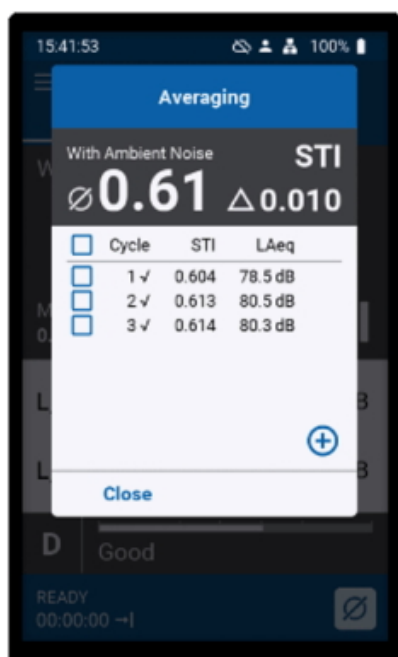 15:41:53 100%
Averaging
With Ambient Noise STI
∅0.61 △0.010
Cycle STI LAeq
1√ 0.604 78.5 dB
2√ 0.613 80.5 dB
3√ 0.614 80.3 dB
Close
D Good
READY
00:00:00